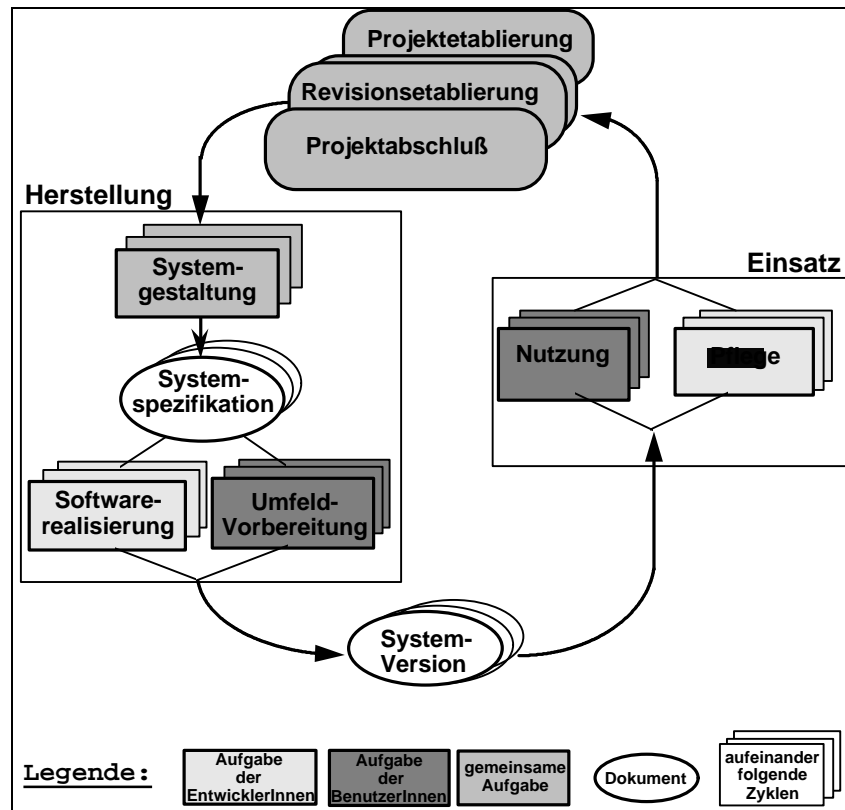 Projektetablierung
Revisionsetablierung
Projektabschluß
Herstellung
System-
gestaltung
System-
spezifikation
Software-
realisierung
Umfeld-
Vorbereitung
Einsatz
Nutzung
Pflege
System-
Version
Legende:
Aufgabe
der
EntwicklerInnen
Aufgabe
der
BenutzerInnen
gemeinsame
Aufgabe
Dokument
aufeinander
folgende
Zyklen